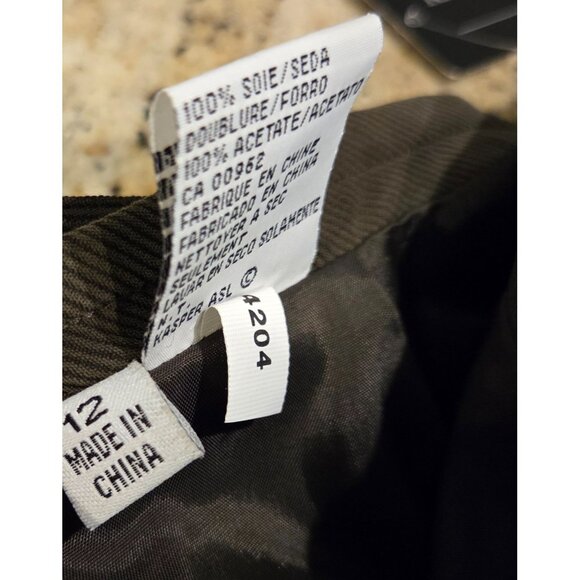 100% SOIE/SEDA
DOUBLURE/FORRO
100% ACETATE/ACETATO
CA 00962
FABRIQUE EN CHINE
FABRICADO EN CHINA
NETTOYER A SEC
SEULEMENT
LAVAR EN SECO SOLAMENTE
N. T.
KASPER ASL ©
4204
12
MADE IN
CHINA